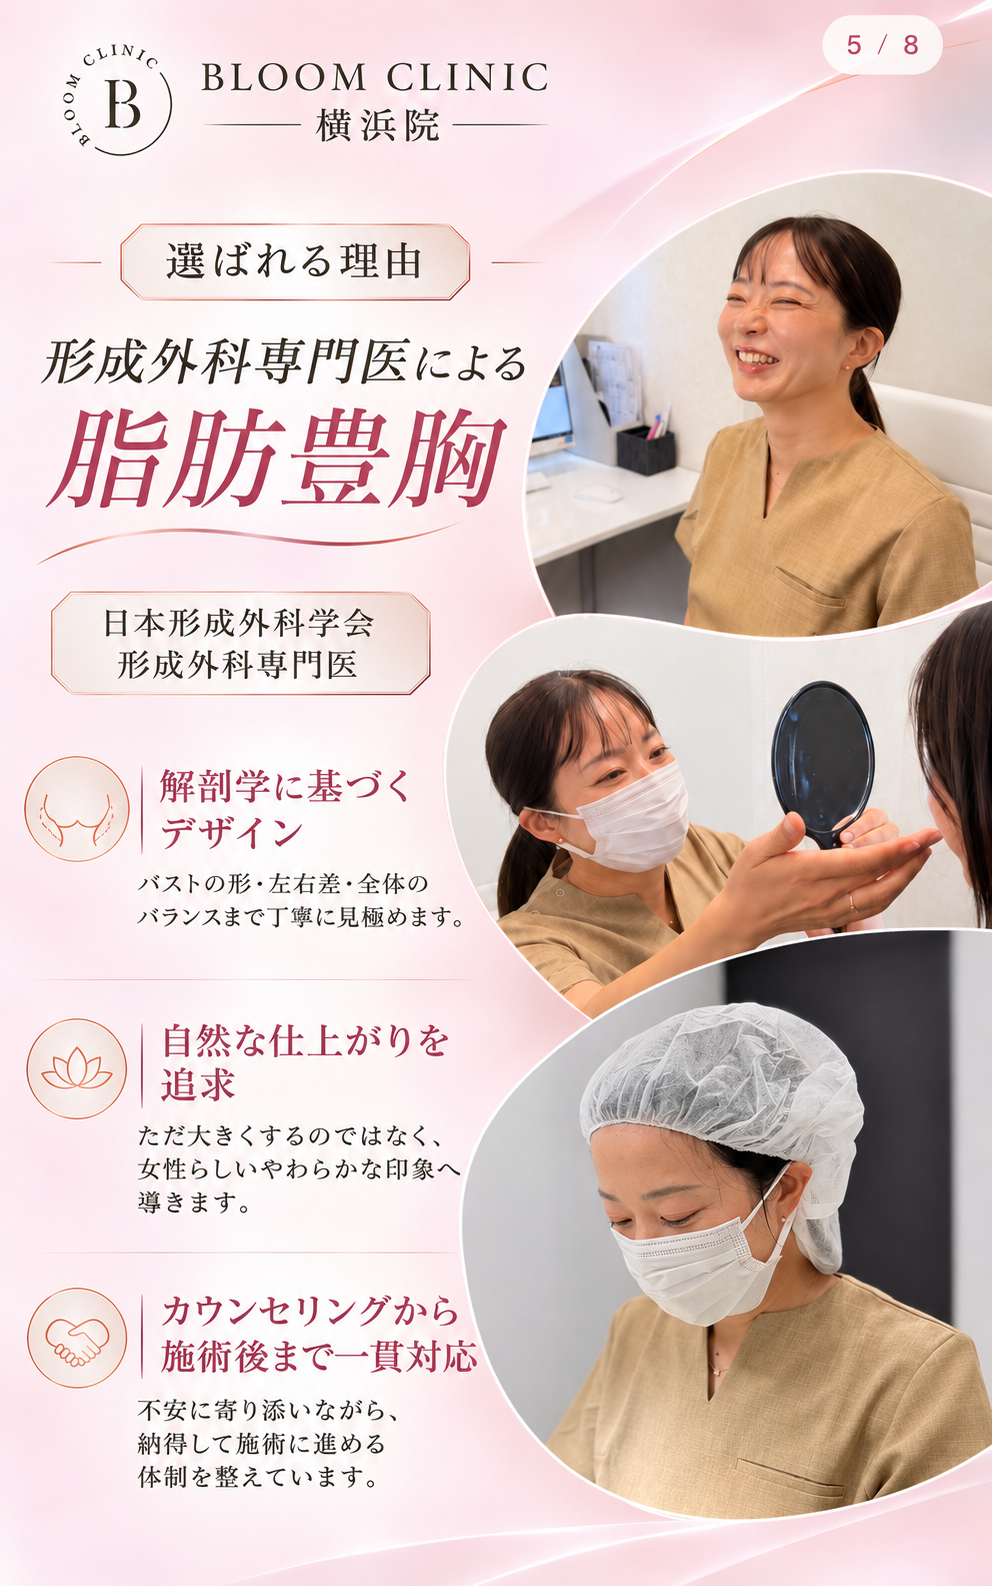 5 / 8
BLOOM CLINIC
B
BLOOM CLINIC
横浜院
選ばれる理由
形成外科専門医による
脂肪豊胸
日本形成外科学会
形成外科専門医
解剖学に基づく
デザイン
バストの形・左右差・全体の
バランスまで丁寧に見極めます。
自然な仕上がりを
追求
ただ大きくするのではなく、
女性らしいやわらかな印象へ
導きます。
カウンセリングから
施術後まで一貫対応
不安に寄り添いながら、
納得して施術に進める
体制を整えています。